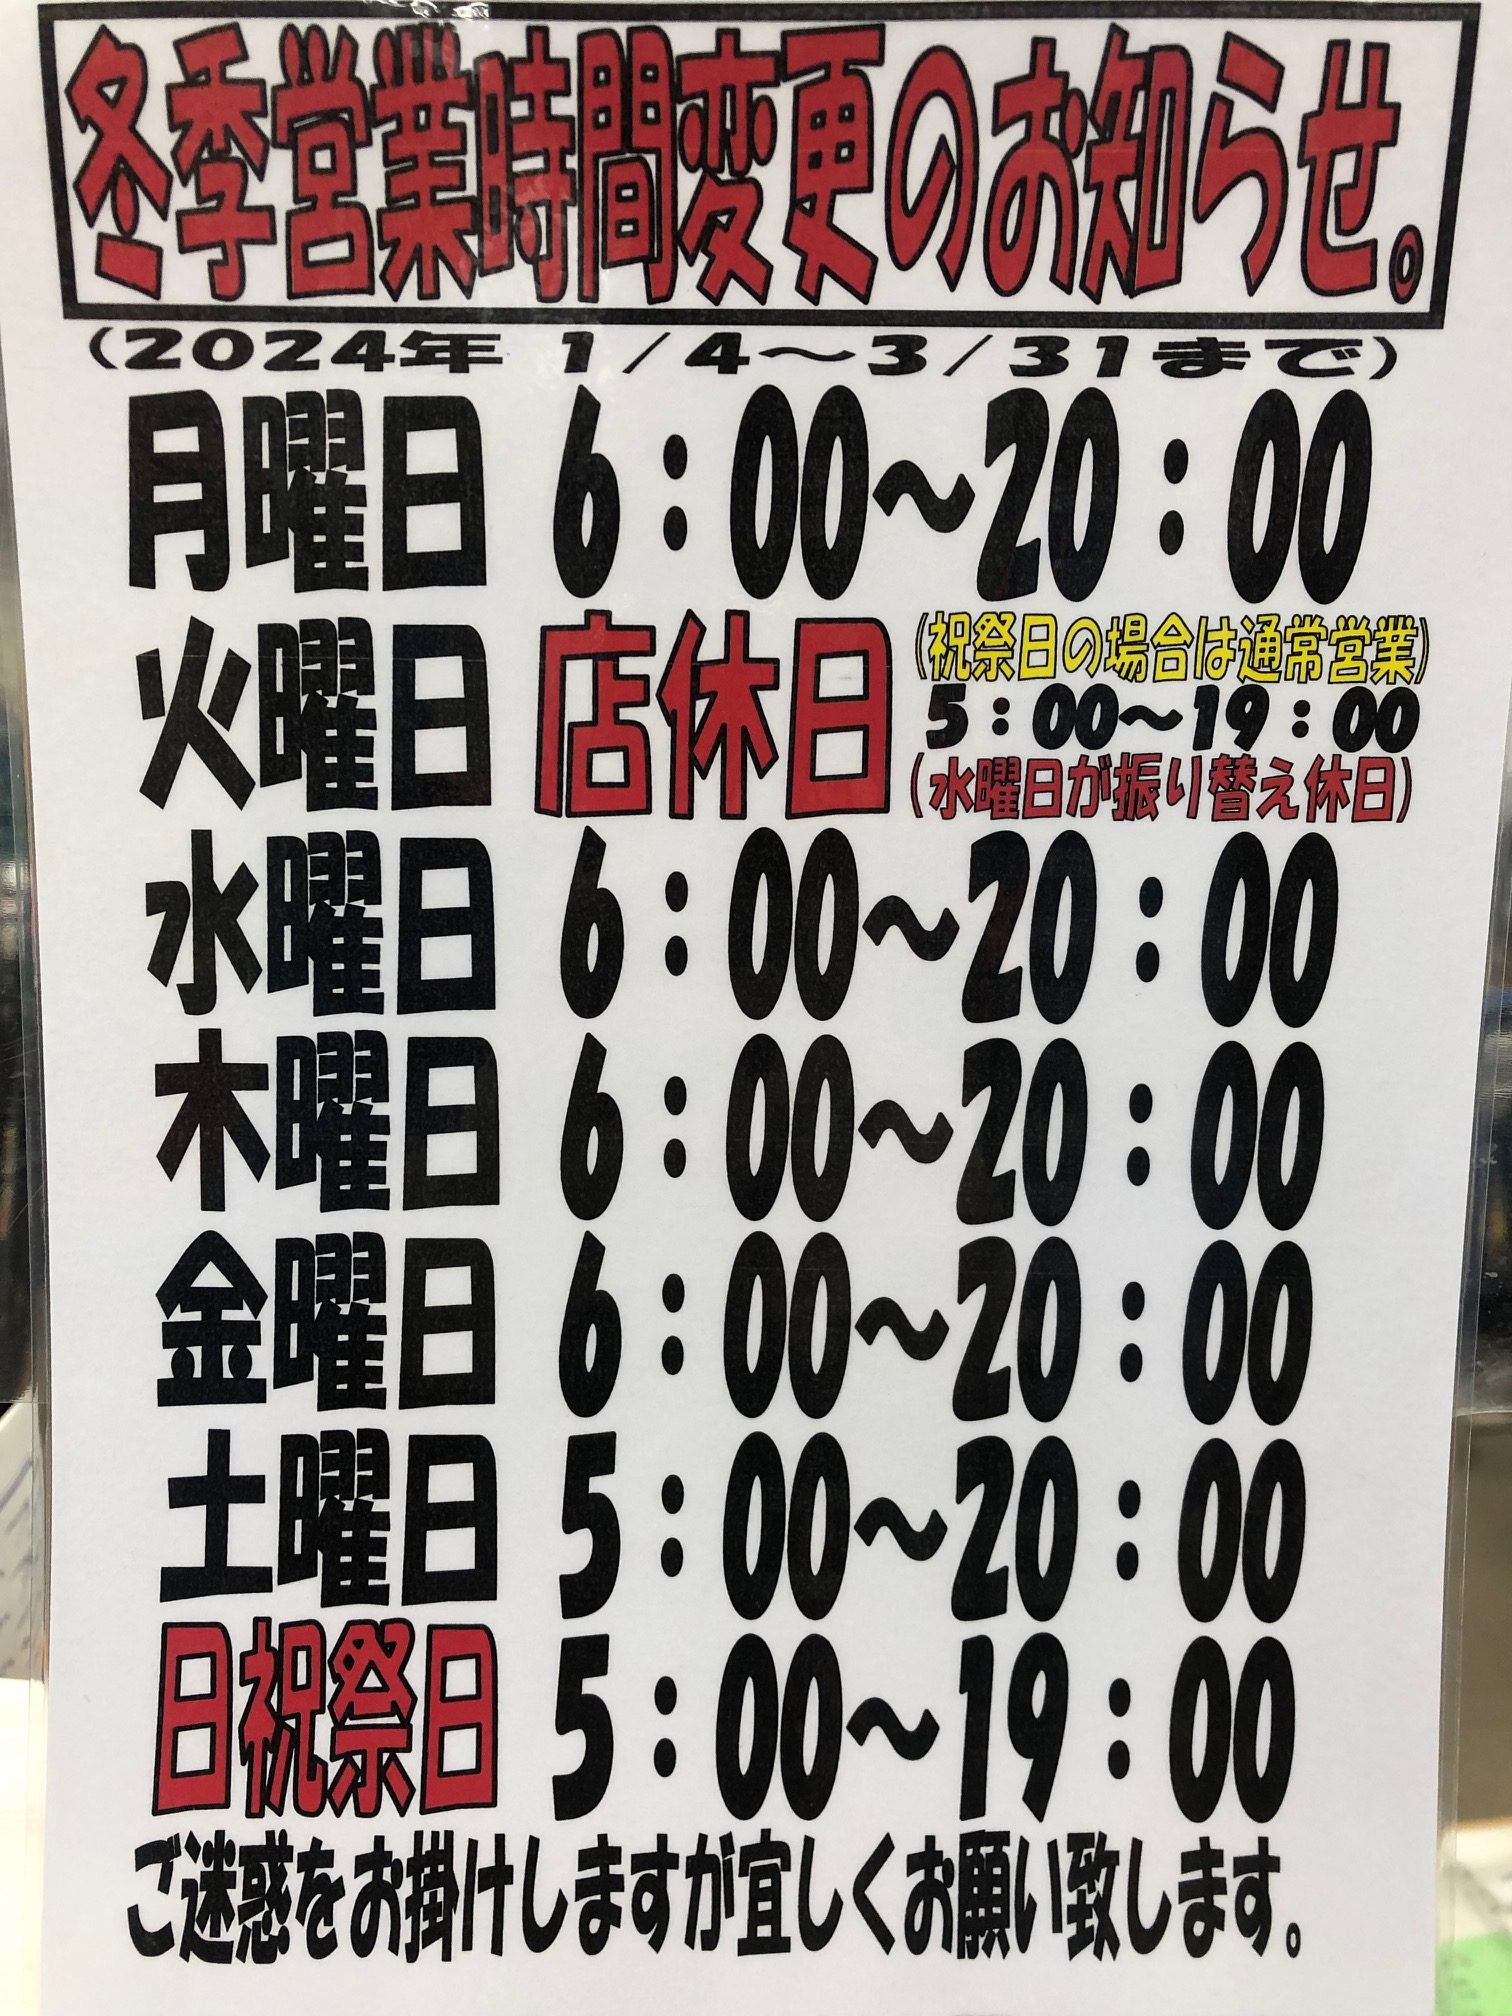 冬季営業時間変更のお知らせ。
(2024年 1/4～3/31まで)
月曜日 6:00～20:00
火曜日 店休日 (祝祭日の場合は通常営業)
5:00～19:00
(水曜日が振り替え休日)
水曜日 6:00～20:00
木曜日 6:00～20:00
金曜日 6:00～20:00
土曜日 5:00～20:00
日祝祭日 5:00～19:00
ご迷惑をお掛けしますが宜しくお願い致します。